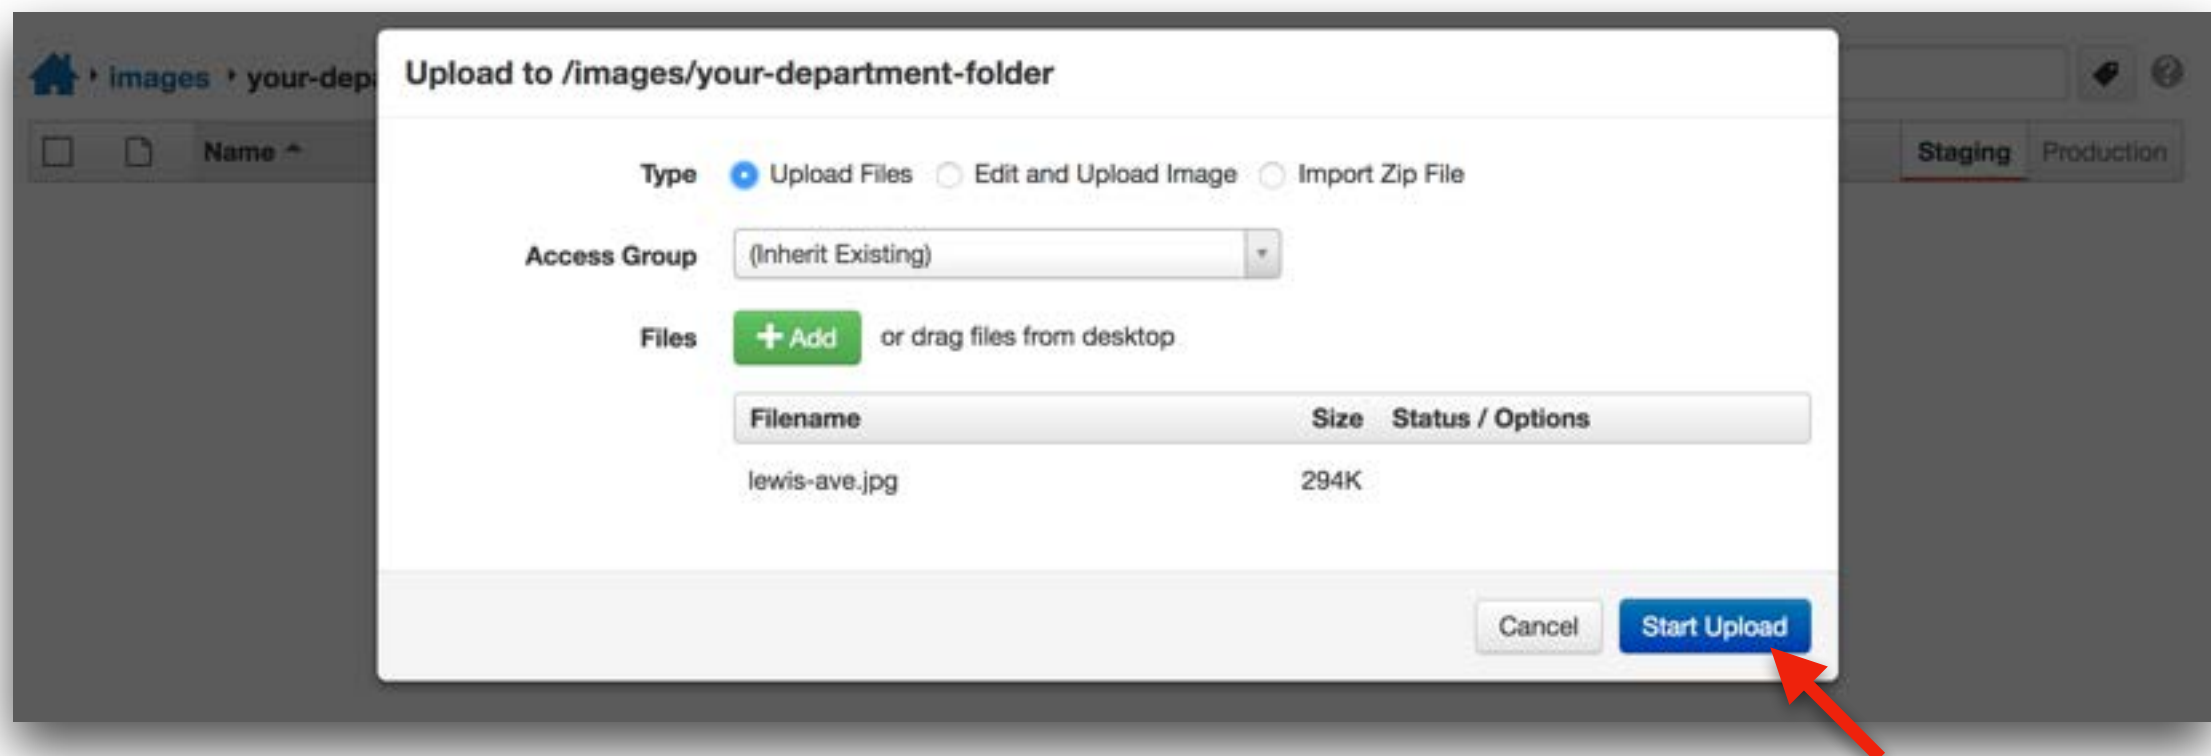 images your-depa
Name
Staging Production
Upload to /images/your-department-folder
Type Upload Files Edit and Upload Image Import Zip File
Access Group (Inherit Existing)
Files + Add or drag files from desktop
Filename Size Status / Options
lewis-ave.jpg 294K
Cancel Start Upload